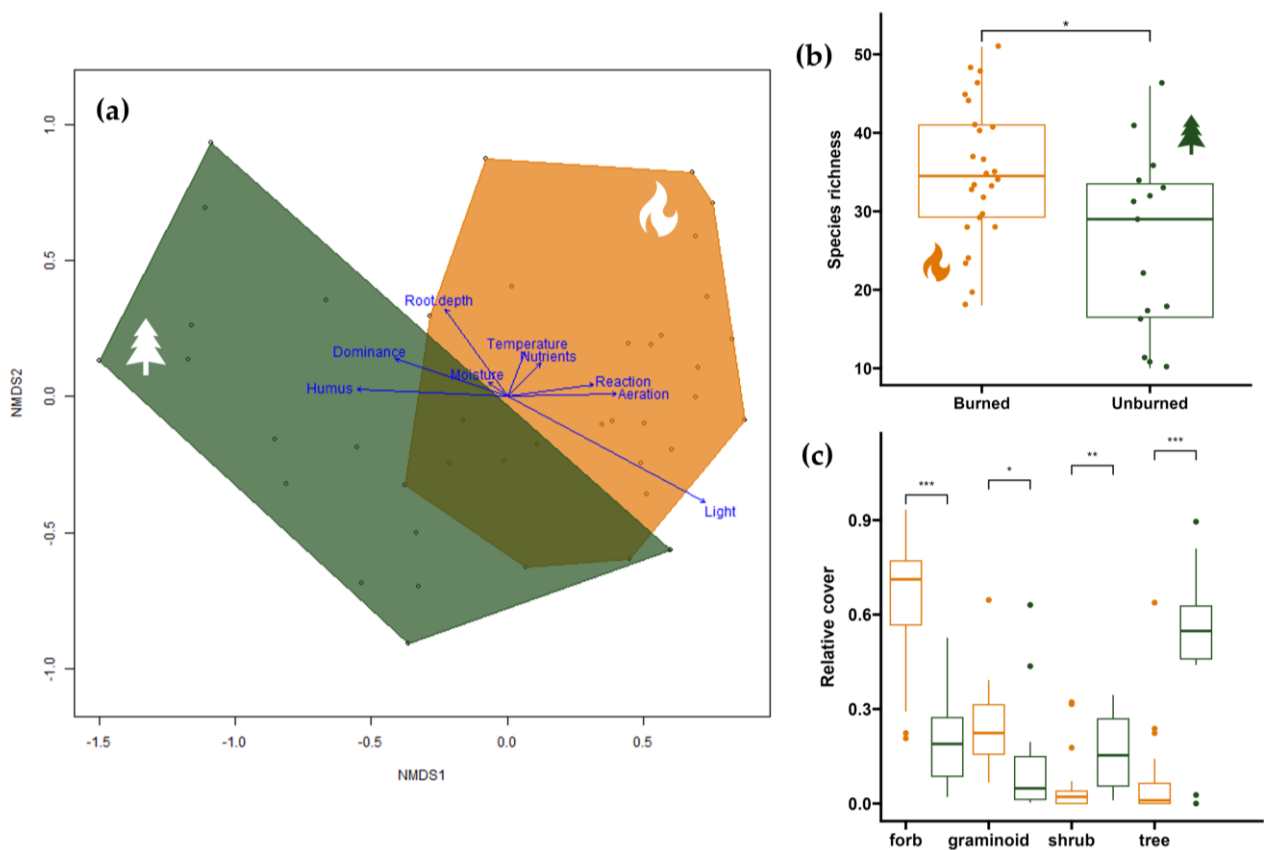 (a)
NMDS2
1.0
0.5
0.0
-0.5
-1.0
Root depth
Temperature
Nutrients
Dominance
Moisture
Humus
Reaction
Aeration
Light
-1.5
-1.0
-0.5
0.0
0.5
NMDS1
(b)
*
Species richness
50
40
30
20
10
Burned
Unburned
(c)
***
*
**
***
Relative cover
0.9
0.6
0.3
0.0
forb
graminoid
shrub
tree